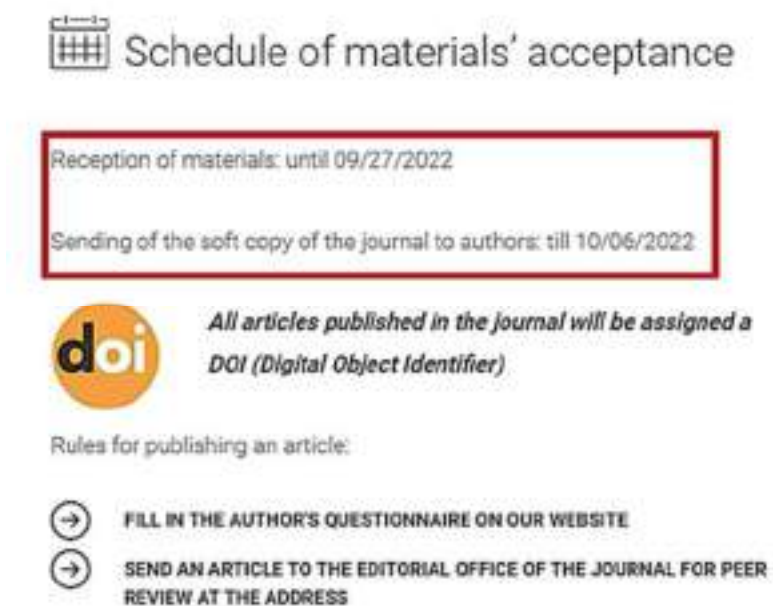 Schedule of materials' acceptance
Reception of materials: until 09/27/2022
Sending of the soft copy of the journal to authors: till 10/06/2022
doi
All articles published in the journal will be assigned a
DOI (Digital Object Identifier)
Rules for publishing an article:
FILL IN THE AUTHOR'S QUESTIONNAIRE ON OUR WEBSITE
SEND AN ARTICLE TO THE EDITORIAL OFFICE OF THE JOURNAL FOR PEER
REVIEW AT THE ADDRESS